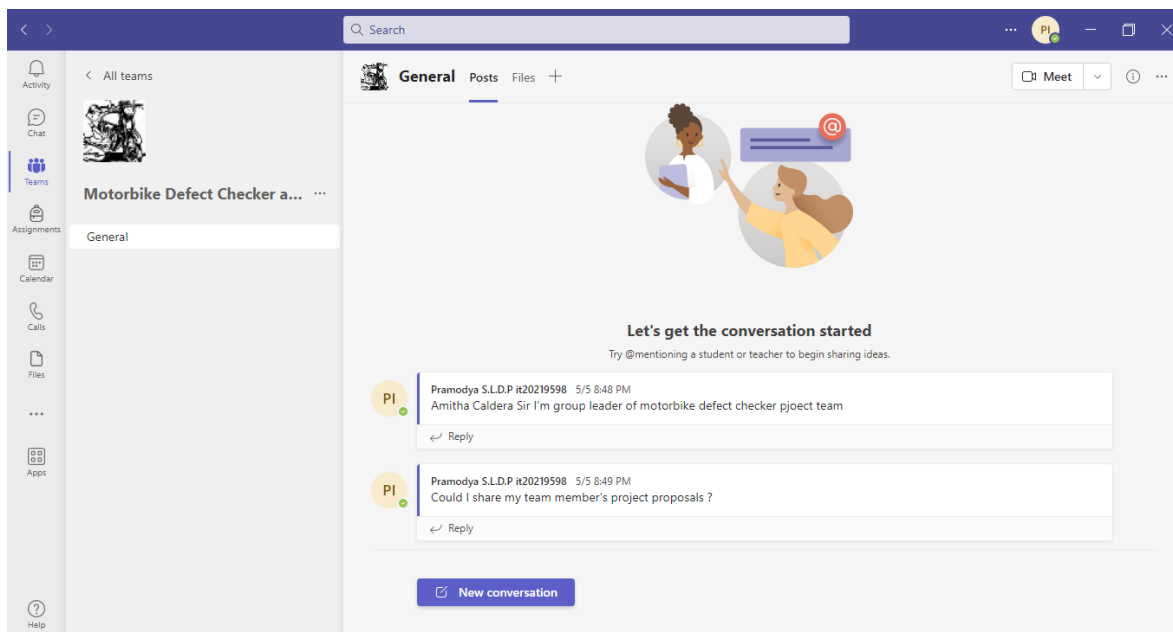 Search
PI
Activity
Chat
Teams
Assignments
Calendar
Calls
Files
Apps
Help
All teams
Motorbike Defect Checker a...
General
General Posts Files
Meet
@
Let's get the conversation started
Try @mentioning a student or teacher to begin sharing ideas.
PI
Pramodya S.L.D.P it20219598 5/5 8:48 PM
Amitha Caldera Sir I'm group leader of motorbike defect checker pjoect team
Reply
PI
Pramodya S.L.D.P it20219598 5/5 8:49 PM
Could I share my team member's project proposals ?
Reply
New conversation